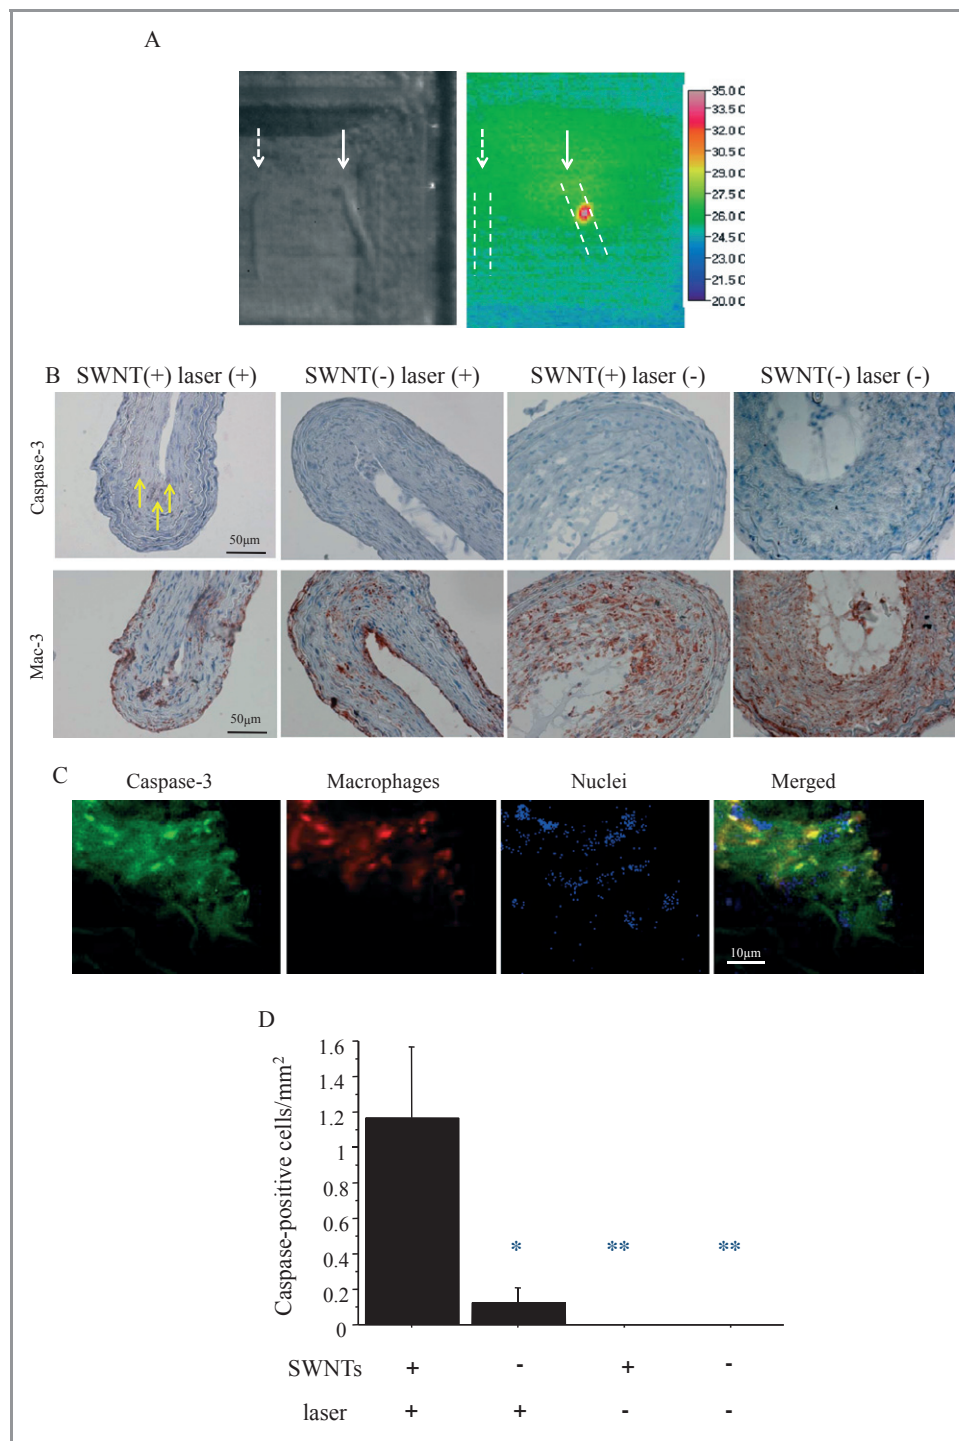 A
35.0 C
33.5 C
32.0 C
30.5 C
29.0 C
27.5 C
26.0 C
24.5 C
23.0 C
21.5 C
20.0 C
B SWNT(+) laser (+) SWNT(-) laser (+) SWNT(+) laser (-) SWNT(-) laser (-)
Caspase-3
50μm
Mac-3
50μm
C
Caspase-3 Macrophages Nuclei Merged
10μm
D
Caspase-positive cells/mm²
1.6
1.4
1.2
1
0.8
0.6
0.4
0.2
0
* ** **
SWNTs + - + -
laser + + - -